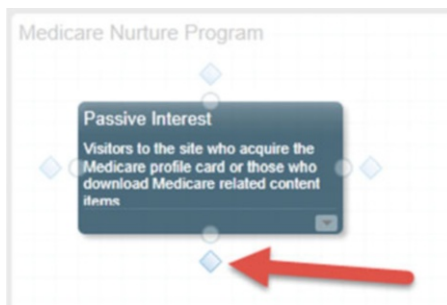 Medicare Nurture Program
Passive Interest
Visitors to the site who acquire the
Medicare profile card or those who
download Medicare related content
items